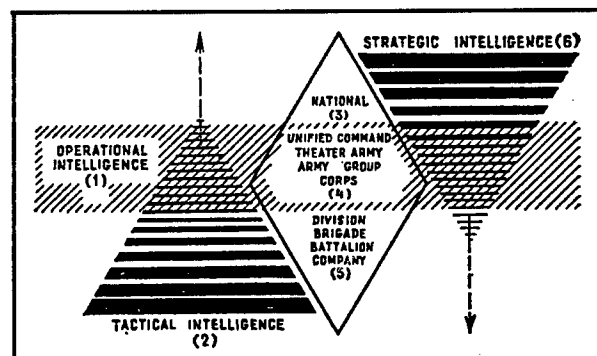 STRATEGIC INTELLIGENCE(6)
NATIONAL
(3)
OPERATIONAL
INTELLIGENCE
(1)
UNIFIED COMMAND
THEATER ARMY
ARMY GROUP
CORPS
(4)
DIVISION
BRIGADE
BATTALION
COMPANY
(5)
TACTICAL INTELLIGENCE
(2)